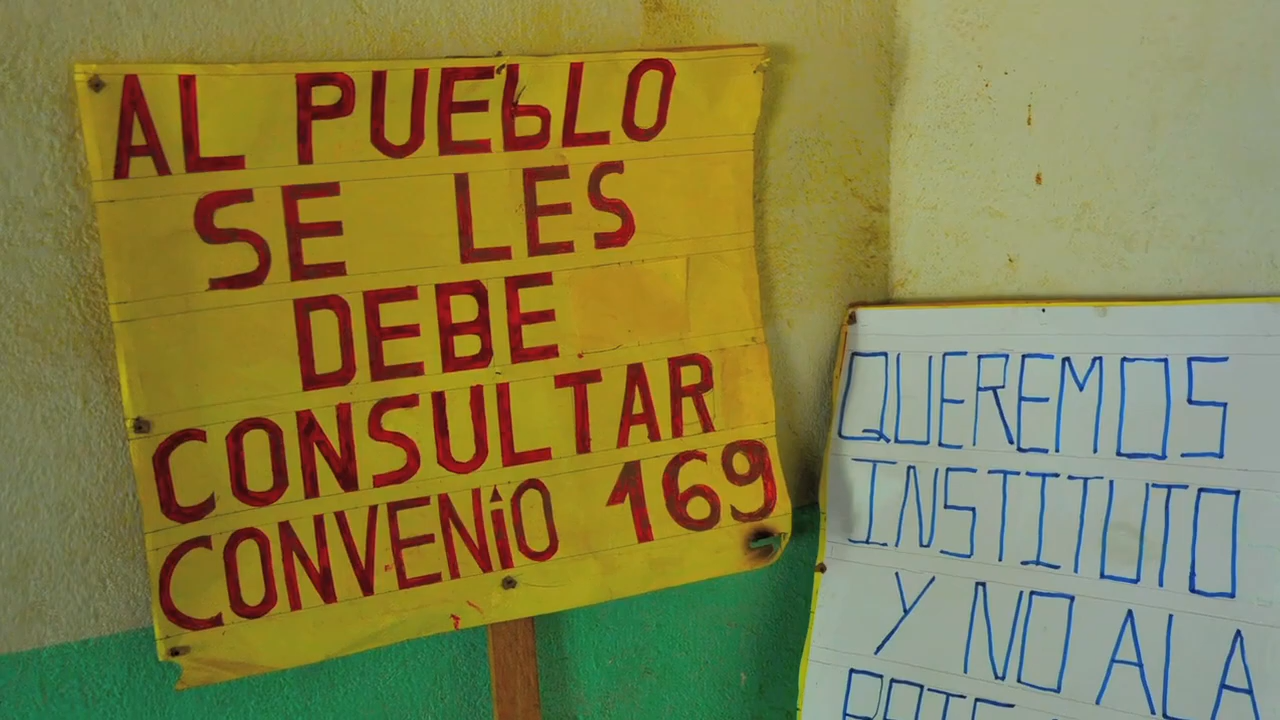 AL PUEbLO
SE LES
DEBE
CONSULTAR
CONVENiO 169
QUEREMOS
INSTITUTO
Y NO A LA